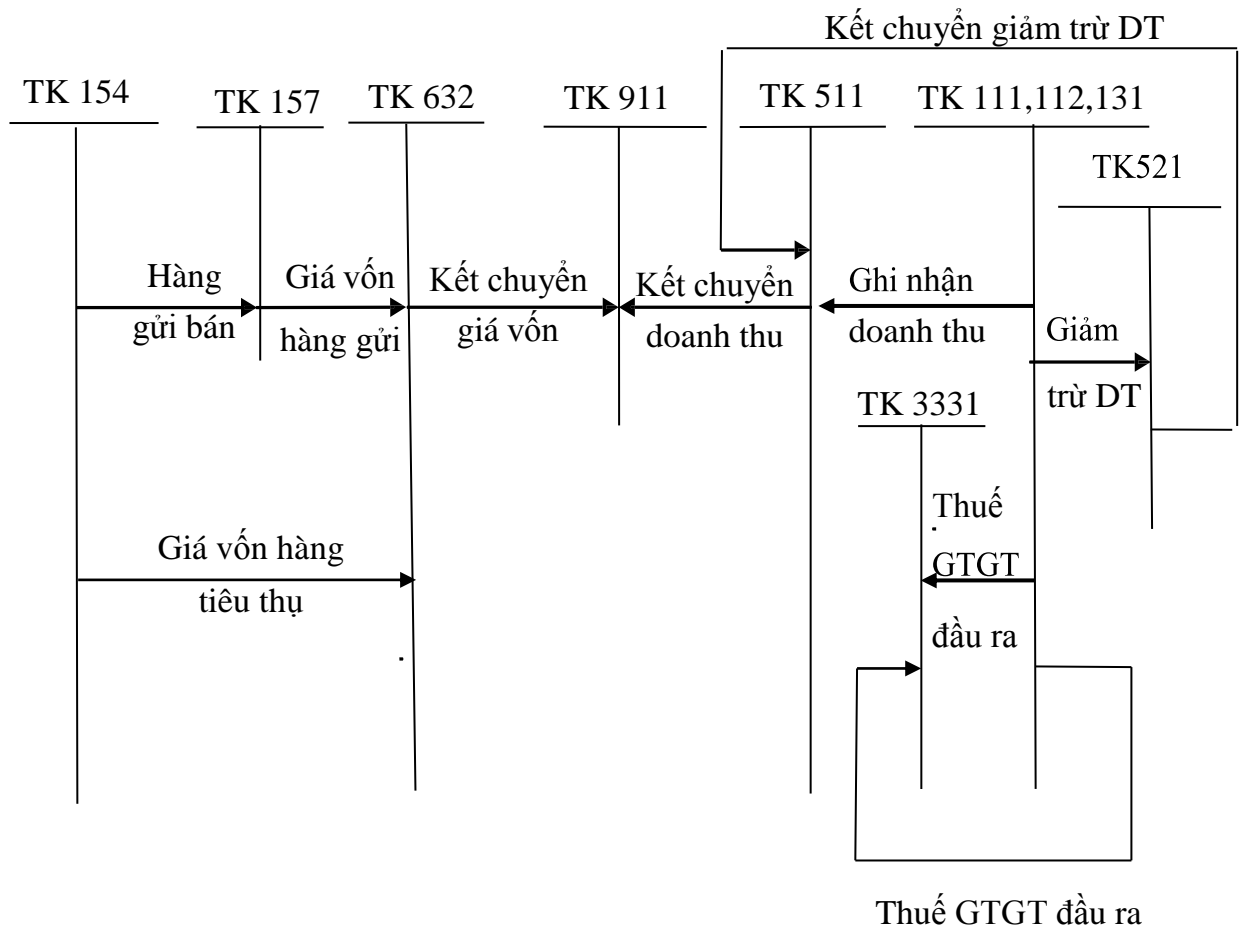 Kết chuyển giảm trừ DT
TK 154
TK 157
TK 632
TK 911
TK 511
TK 111,112,131
TK521
Hàng
gửi bán
Giá vốn
hàng gửi
Kết chuyển
giá vốn
Kết chuyển
doanh thu
Ghi nhận
doanh thu
Giảm
trừ DT
TK 3331
Thuế
GTGT
đầu ra
Giá vốn hàng
tiêu thụ
Thuế GTGT đầu ra